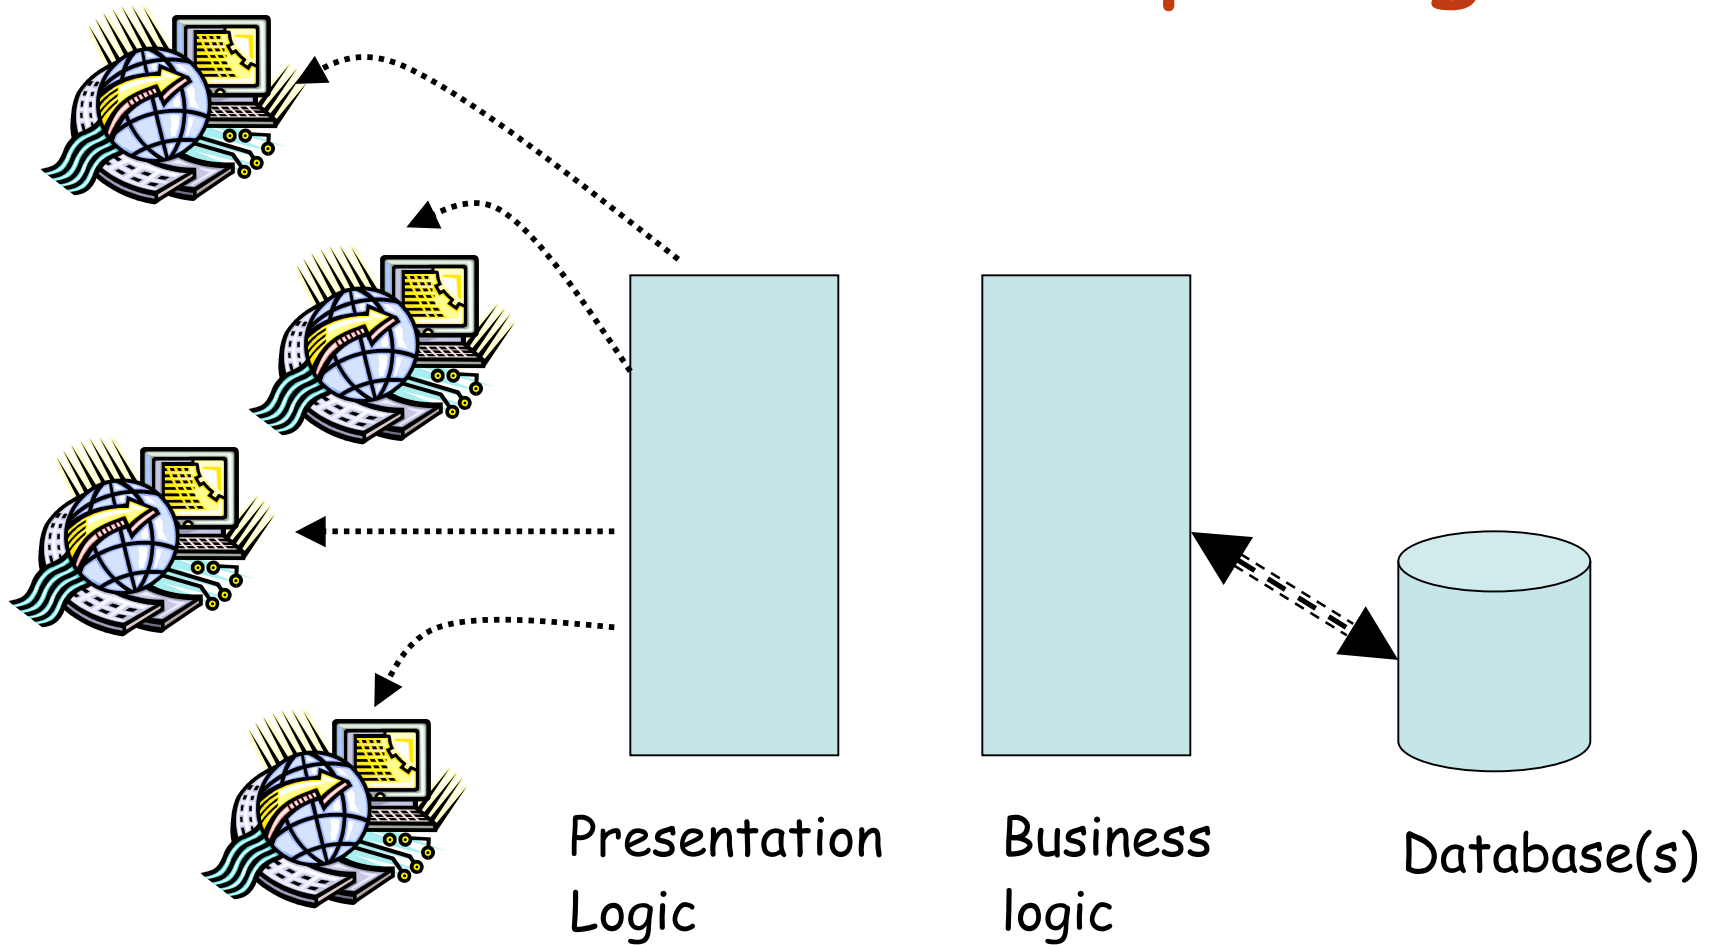 Presentation
Logic
Business
logic
Database(s)